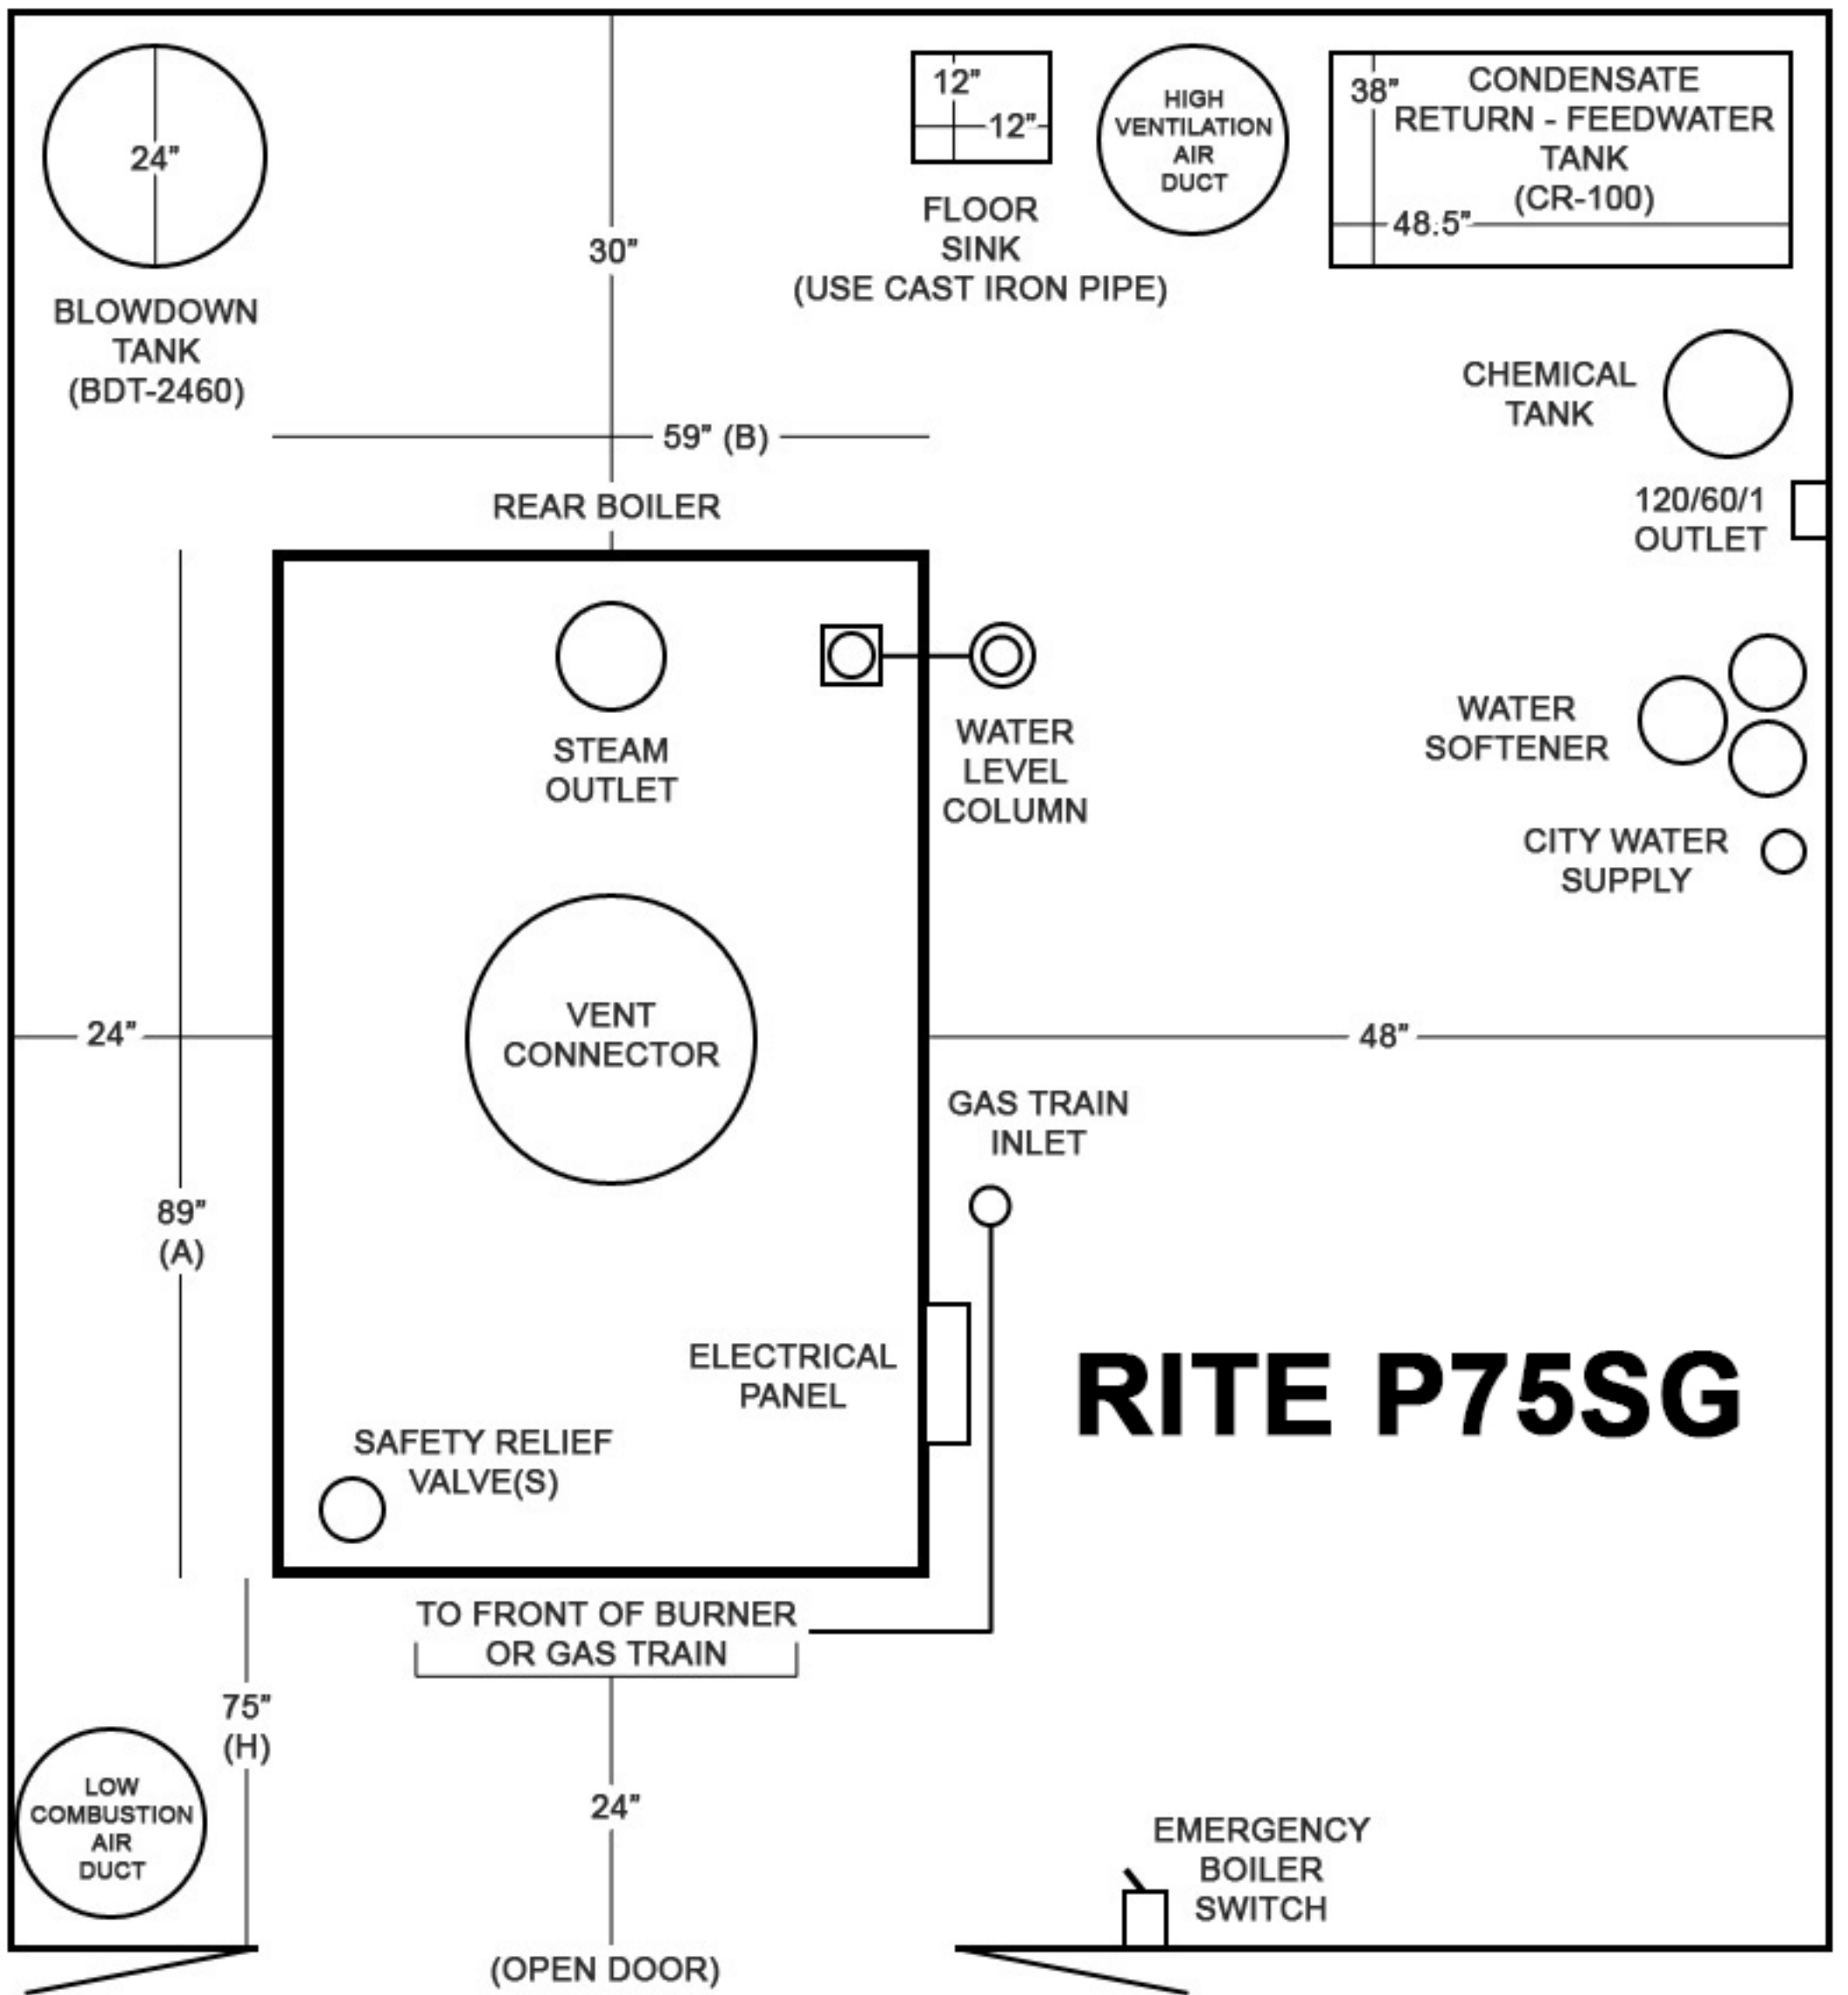 24”
BLOWDOWN
TANK
(BDT-2460)
30”
12”
12”
FLOOR
SINK
(USE CAST IRON PIPE)
HIGH
VENTILATION
AIR
DUCT
38”
CONDENSATE
RETURN - FEEDWATER
TANK
(CR-100)
48.5”
CHEMICAL
TANK
59” (B)
REAR BOILER
120/60/1
OUTLET
STEAM
OUTLET
WATER
LEVEL
COLUMN
WATER
SOFTENER
CITY WATER
SUPPLY
24”
VENT
CONNECTOR
48”
GAS TRAIN
INLET
89”
(A)
ELECTRICAL
PANEL
RITE P75SG
SAFETY RELIEF
VALVE(S)
TO FRONT OF BURNER
OR GAS TRAIN
75”
(H)
LOW
COMBUSTION
AIR
DUCT
24”
EMERGENCY
BOILER
SWITCH
(OPEN DOOR)